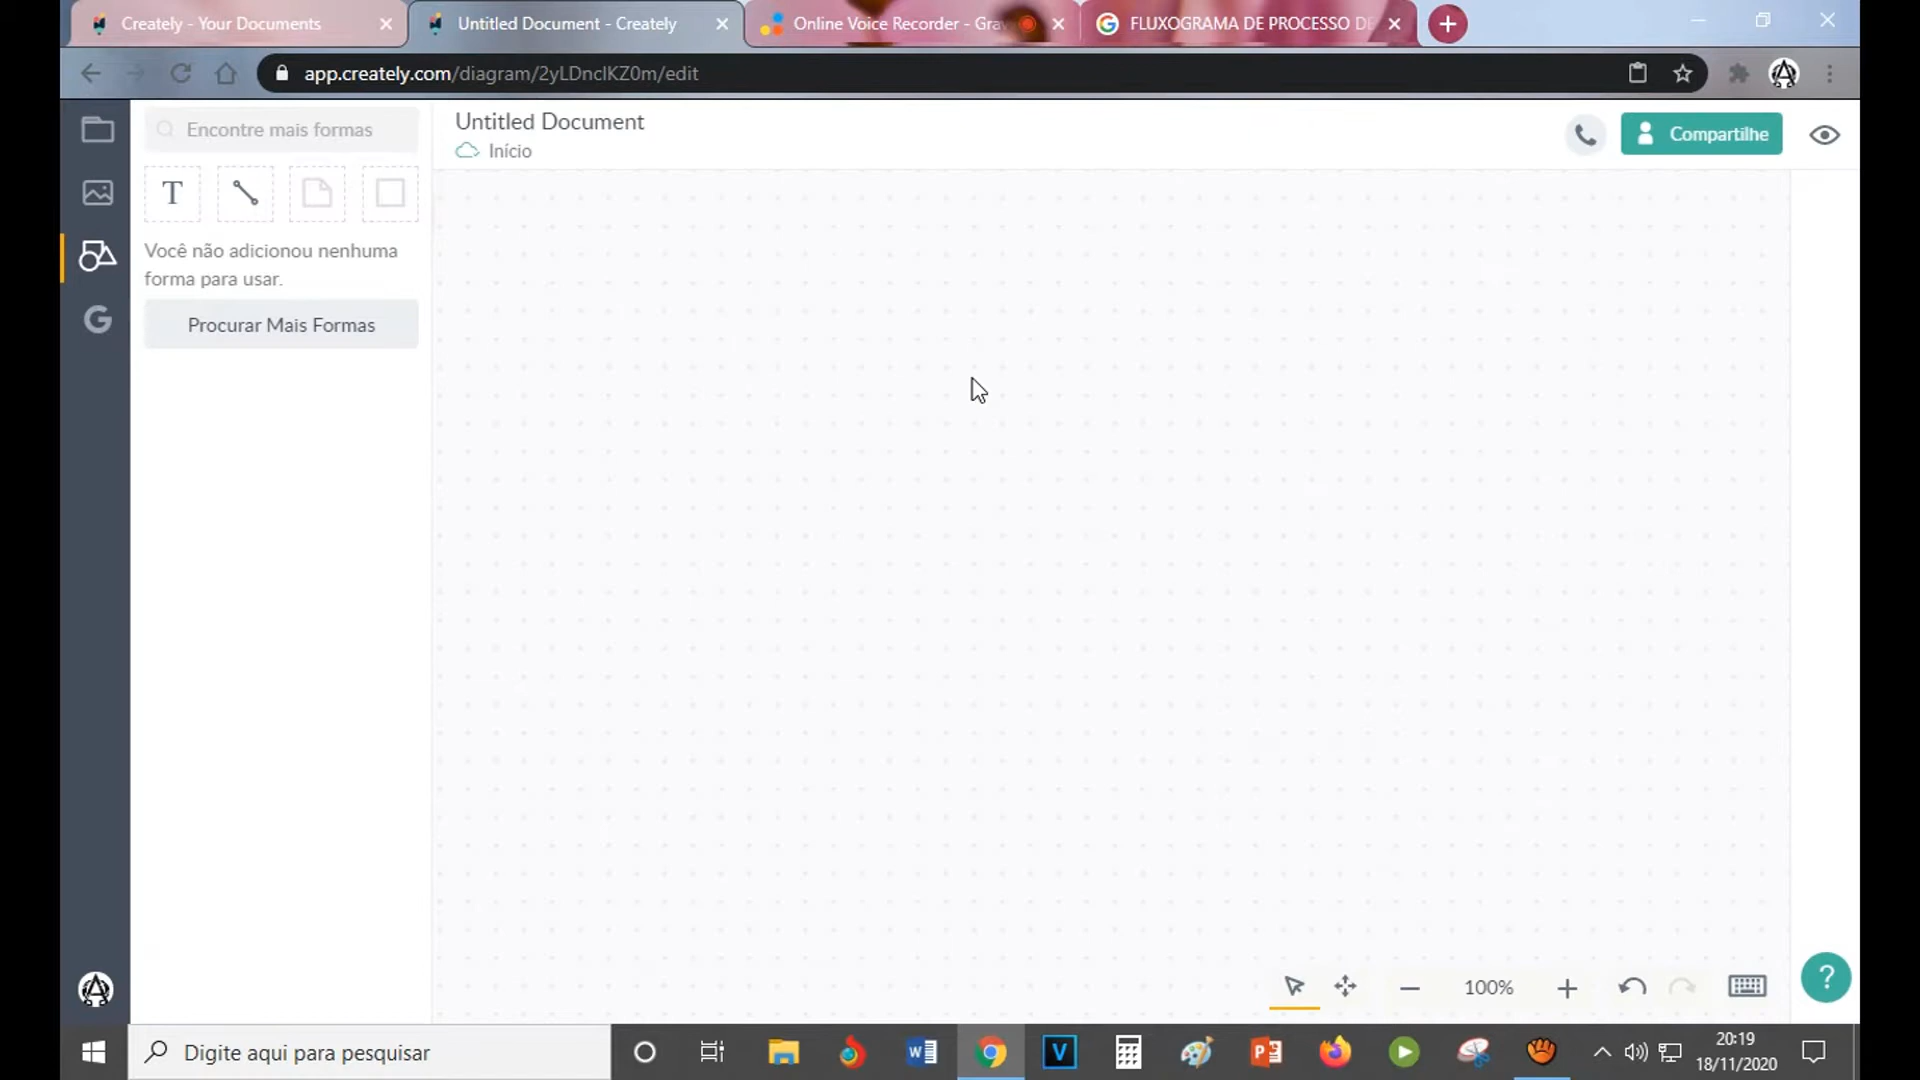 Creately - Your Documents
Untitled Document - Creately
Online Voice Recorder - Gra
FLUXOGRAMA DE PROCESSO DE
app.creately.com/diagram/2yLDnclKZ0m/edit
Encontre mais formas
Untitled Document
Início
Compartilhe
T
Você não adicionou nenhuma
forma para usar.
Procurar Mais Formas
G
100%
?
Digite aqui para pesquisar
20:19
18/11/2020